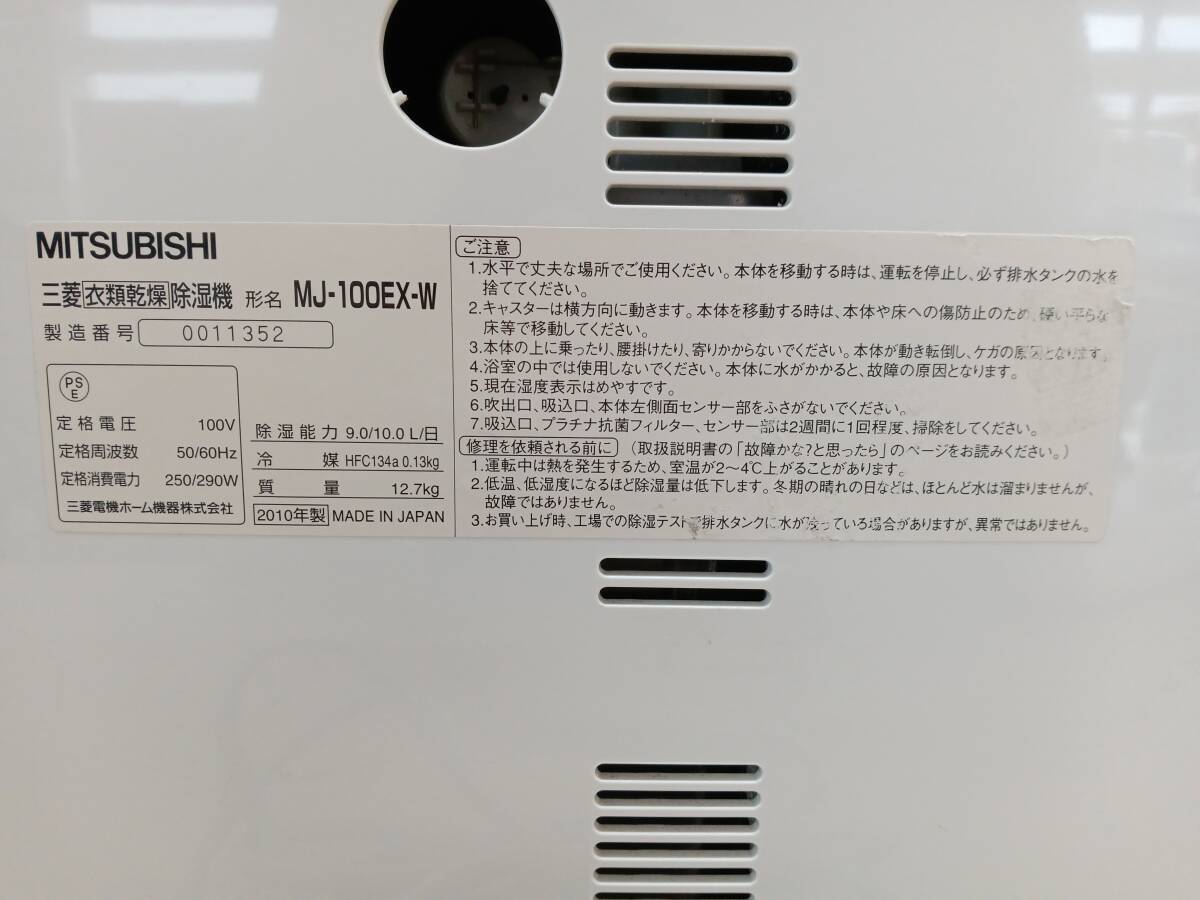 MITSUBISHI
三菱衣類乾燥除湿機 形名 MJ-100EX-W
製造番号 0011352
PS
E
定格電圧 100V
定格周波数 50/60Hz
定格消費電力 250/290W
三菱電機ホーム機器株式会社
除湿能力 9.0/10.0 L/日
冷媒 HFC134a 0.13kg
質量 12.7kg
2010年製 MADE IN JAPAN
ご注意
1.水平で丈夫な場所でご使用ください。本体を移動する時は、運転を停止し、必ず排水タンクの水を
捨ててください。
2.キャスターは横方向に動きます。本体を移動する時は、本体や床への傷防止のため、硬い平らな
床等で移動してください。
3.本体の上に乗ったり、腰掛けたり、寄りかからないでください。本体が動き転倒し、ケガの原因となります。
4.浴室の中では使用しないでください。本体に水がかかると、故障の原因となります。
5.現在湿度表示はめやすです。
6.吹出口、吸込口、本体左側面センサー部をふさがないでください。
7.吸込口、プラチナ抗菌フィルター、センサー部は2週間に1回程度、掃除をしてください。
修理を依頼される前に (取扱説明書の「故障かな?と思ったら」のページをお読みください。)
1.運転中は熱を発生するため、室温が2〜4℃上がることがあります。
2.低温、低湿度になるほど除湿量は低下します。冬期の晴れの日などは、ほとんど水は溜まりませんが、
故障ではありません。
3.お買い上げ時、工場での除湿テストで排水タンクに水が残っている場合がありますが、異常ではありません。